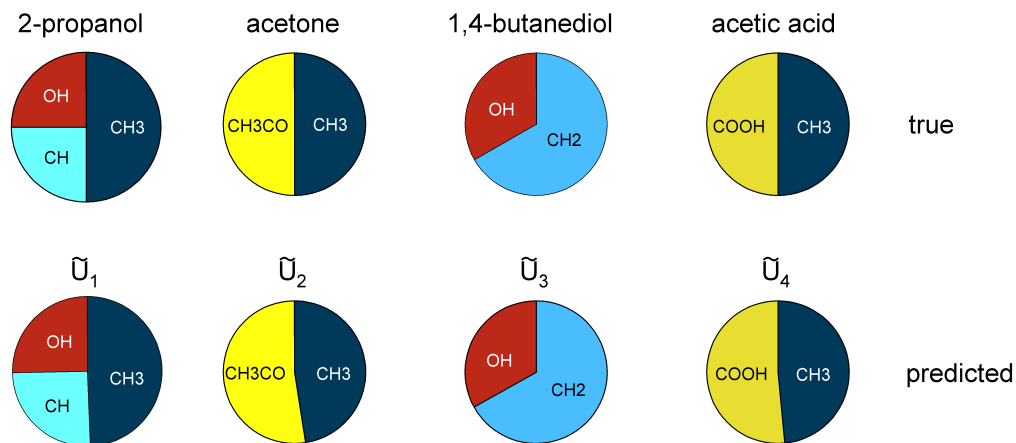 2-propanol acetone 1,4-butanediol acetic acid
OH CH3 CH3CO CH3 OH CH2 COOH CH3 true
CH
Ũ1 Ũ2 Ũ3 Ũ4
OH CH3 CH3CO CH3 OH CH2 COOH CH3 predicted
CH